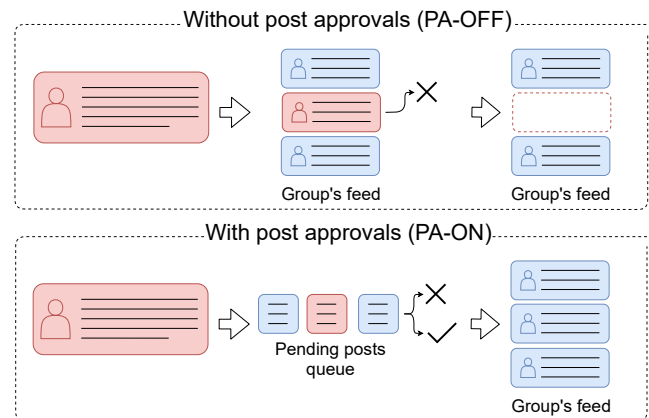 Without post approvals (PA-OFF)
Group's feed
Group's feed
With post approvals (PA-ON)
Pending posts
queue
Group's feed